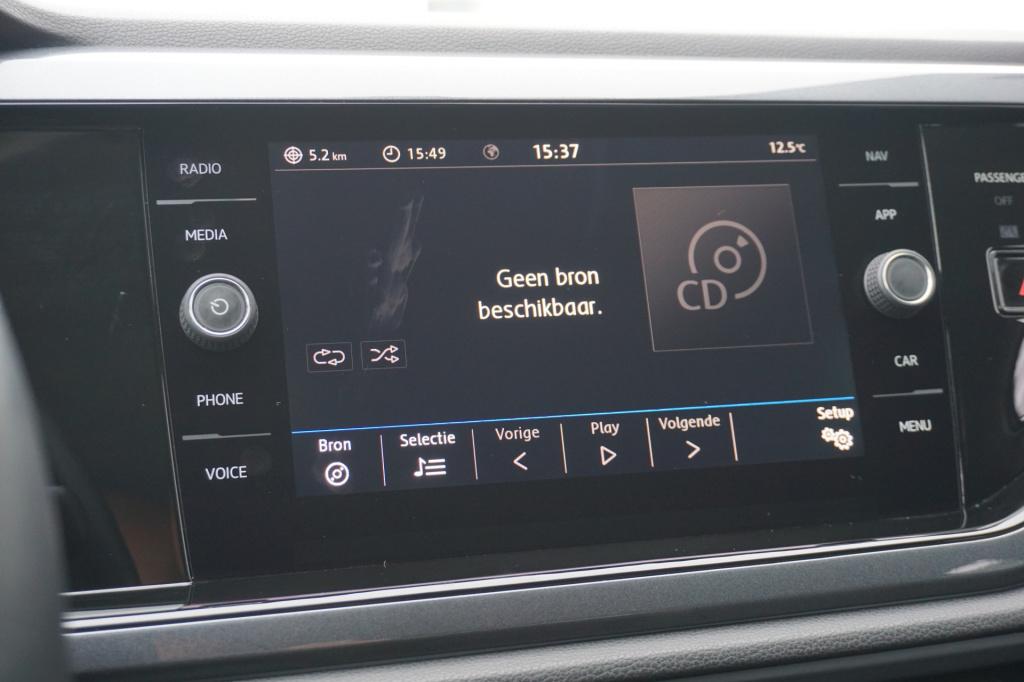 RADIO
MEDIA
PHONE
VOICE
5.2 km 15:49 15:37 12.5°C
Geen bron
beschikbaar.
CD
Bron Selectie Vorige Play Volgende Setup
NAV
APP
CAR
MENU
PASSENGE
OFF